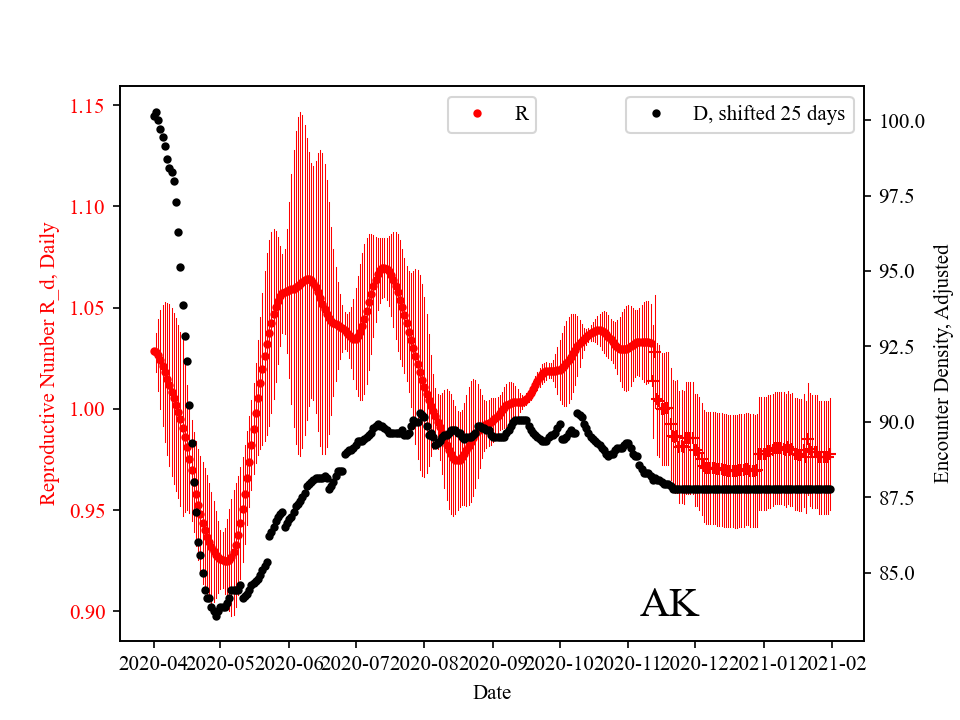 R
D, shifted 25 days
1.15
1.10
1.05
1.00
0.95
0.90
Reproductive Number R_d, Daily
100.0
97.5
95.0
92.5
90.0
87.5
85.0
Encounter Density, Adjusted
AK
2020-04 2020-05 2020-06 2020-07 2020-08 2020-09 2020-10 2020-11 2020-12 2021-01 2021-02
Date